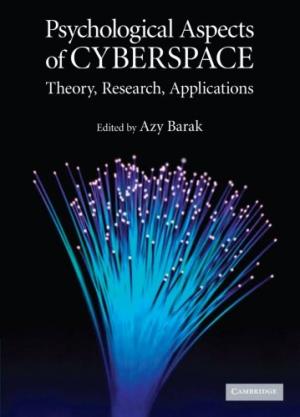 Psychological Aspects
of CYBERSPACE
Theory, Research, Applications
Edited by Azy Barak
CAMBRIDGE